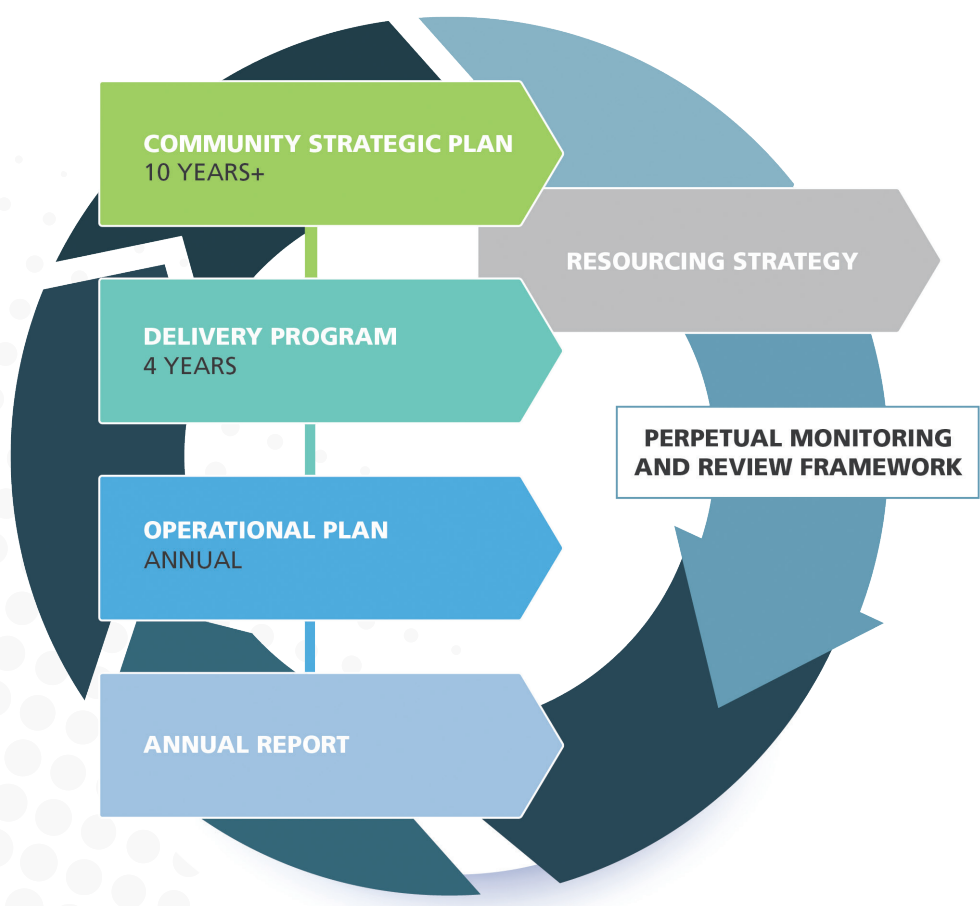 COMMUNITY STRATEGIC PLAN
10 YEARS+
RESOURCING STRATEGY
DELIVERY PROGRAM
4 YEARS
PERPETUAL MONITORING
AND REVIEW FRAMEWORK
OPERATIONAL PLAN
ANNUAL
ANNUAL REPORT